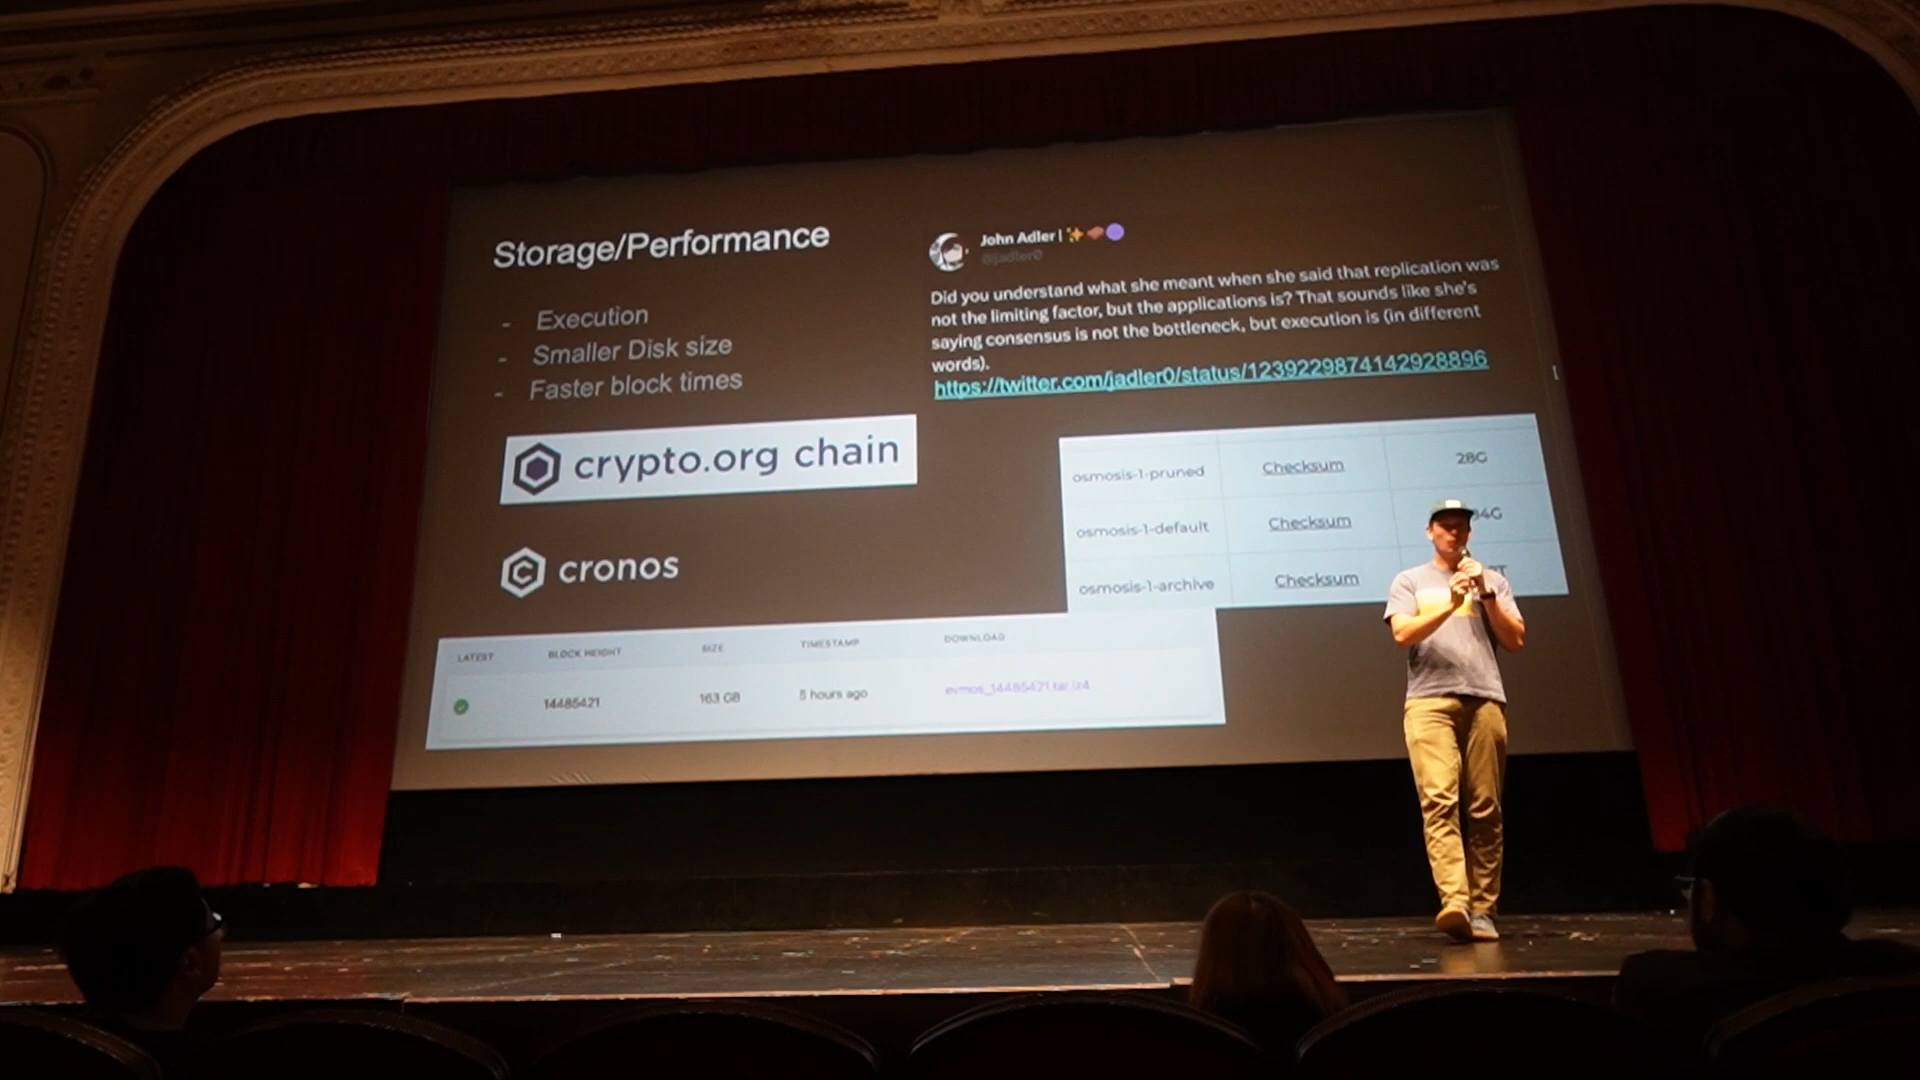 Storage/Performance
- Execution
- Smaller Disk size
- Faster block times
crypto.org chain
cronos
John Adler |
@jadler0
Did you understand what she meant when she said that replication was
not the limiting factor, but the applications is? That sounds like she's
saying consensus is not the bottleneck, but execution is (in different
words).
https://twitter.com/jadler0/status/1239229874142928896
osmosis-1-pruned Checksum 28G
osmosis-1-default Checksum
osmosis-1-archive Checksum
LATEST BLOCK HEIGHT SIZE TIMESTAMP DOWNLOAD
14485421 163 GB 5 hours ago evmos_14485421.tar.lz4